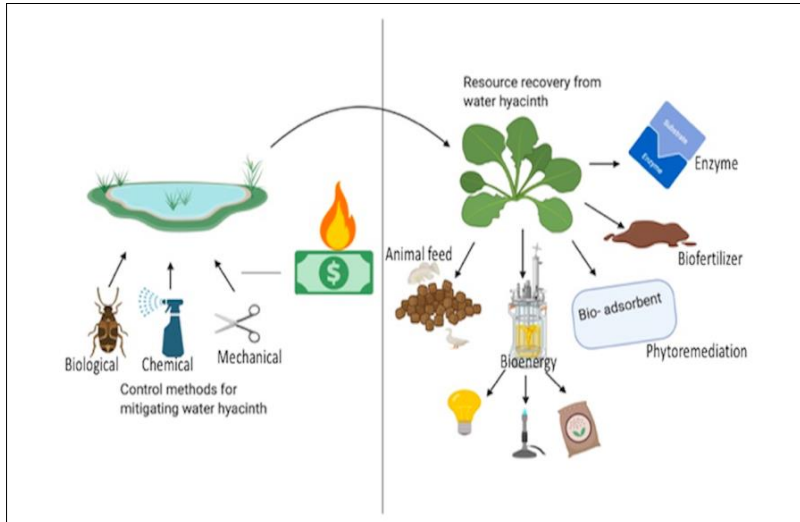 Resource recovery from
water hyacinth
Substrate
Enzyme
Enzyme
Biofertilizer
Animal feed
$
Bio- adsorbent
Phytoremediation
Bioenergy
Biological
Chemical
Mechanical
Control methods for
mitigating water hyacinth